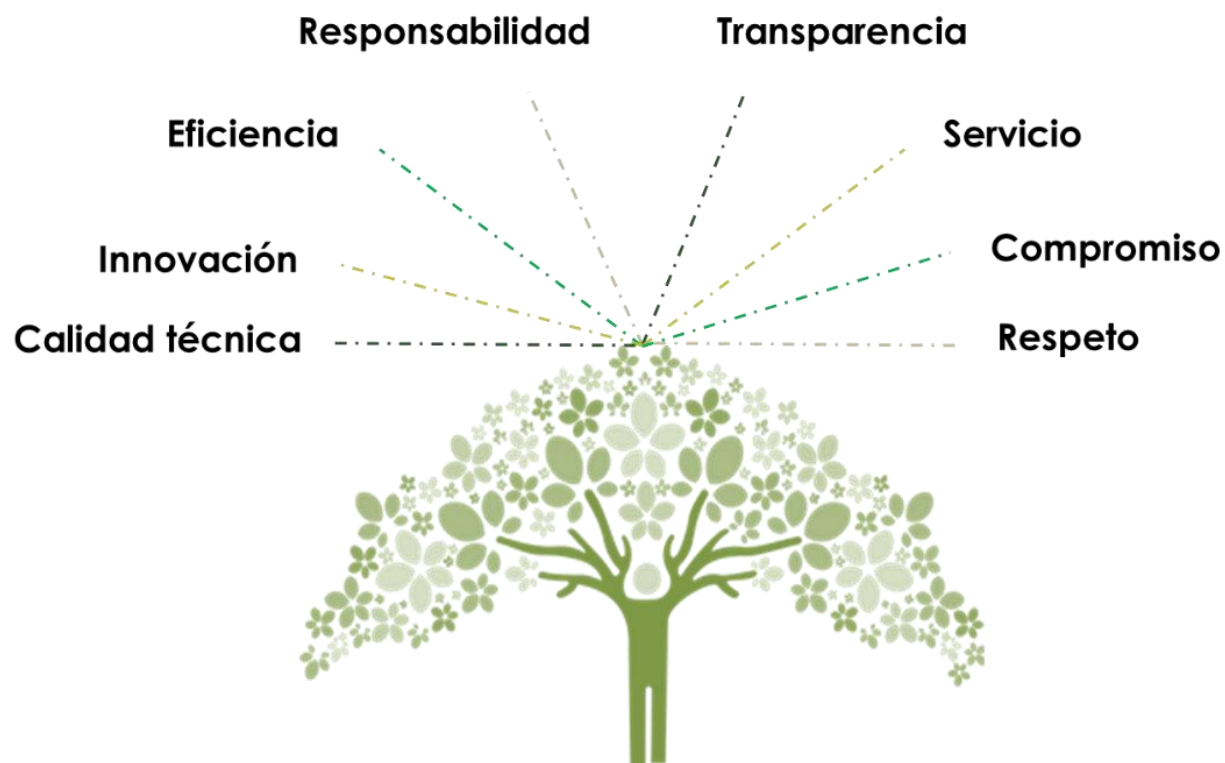 Responsabilidad
Transparencia
Eficiencia
Servicio
Innovación
Compromiso
Calidad técnica
Respeto